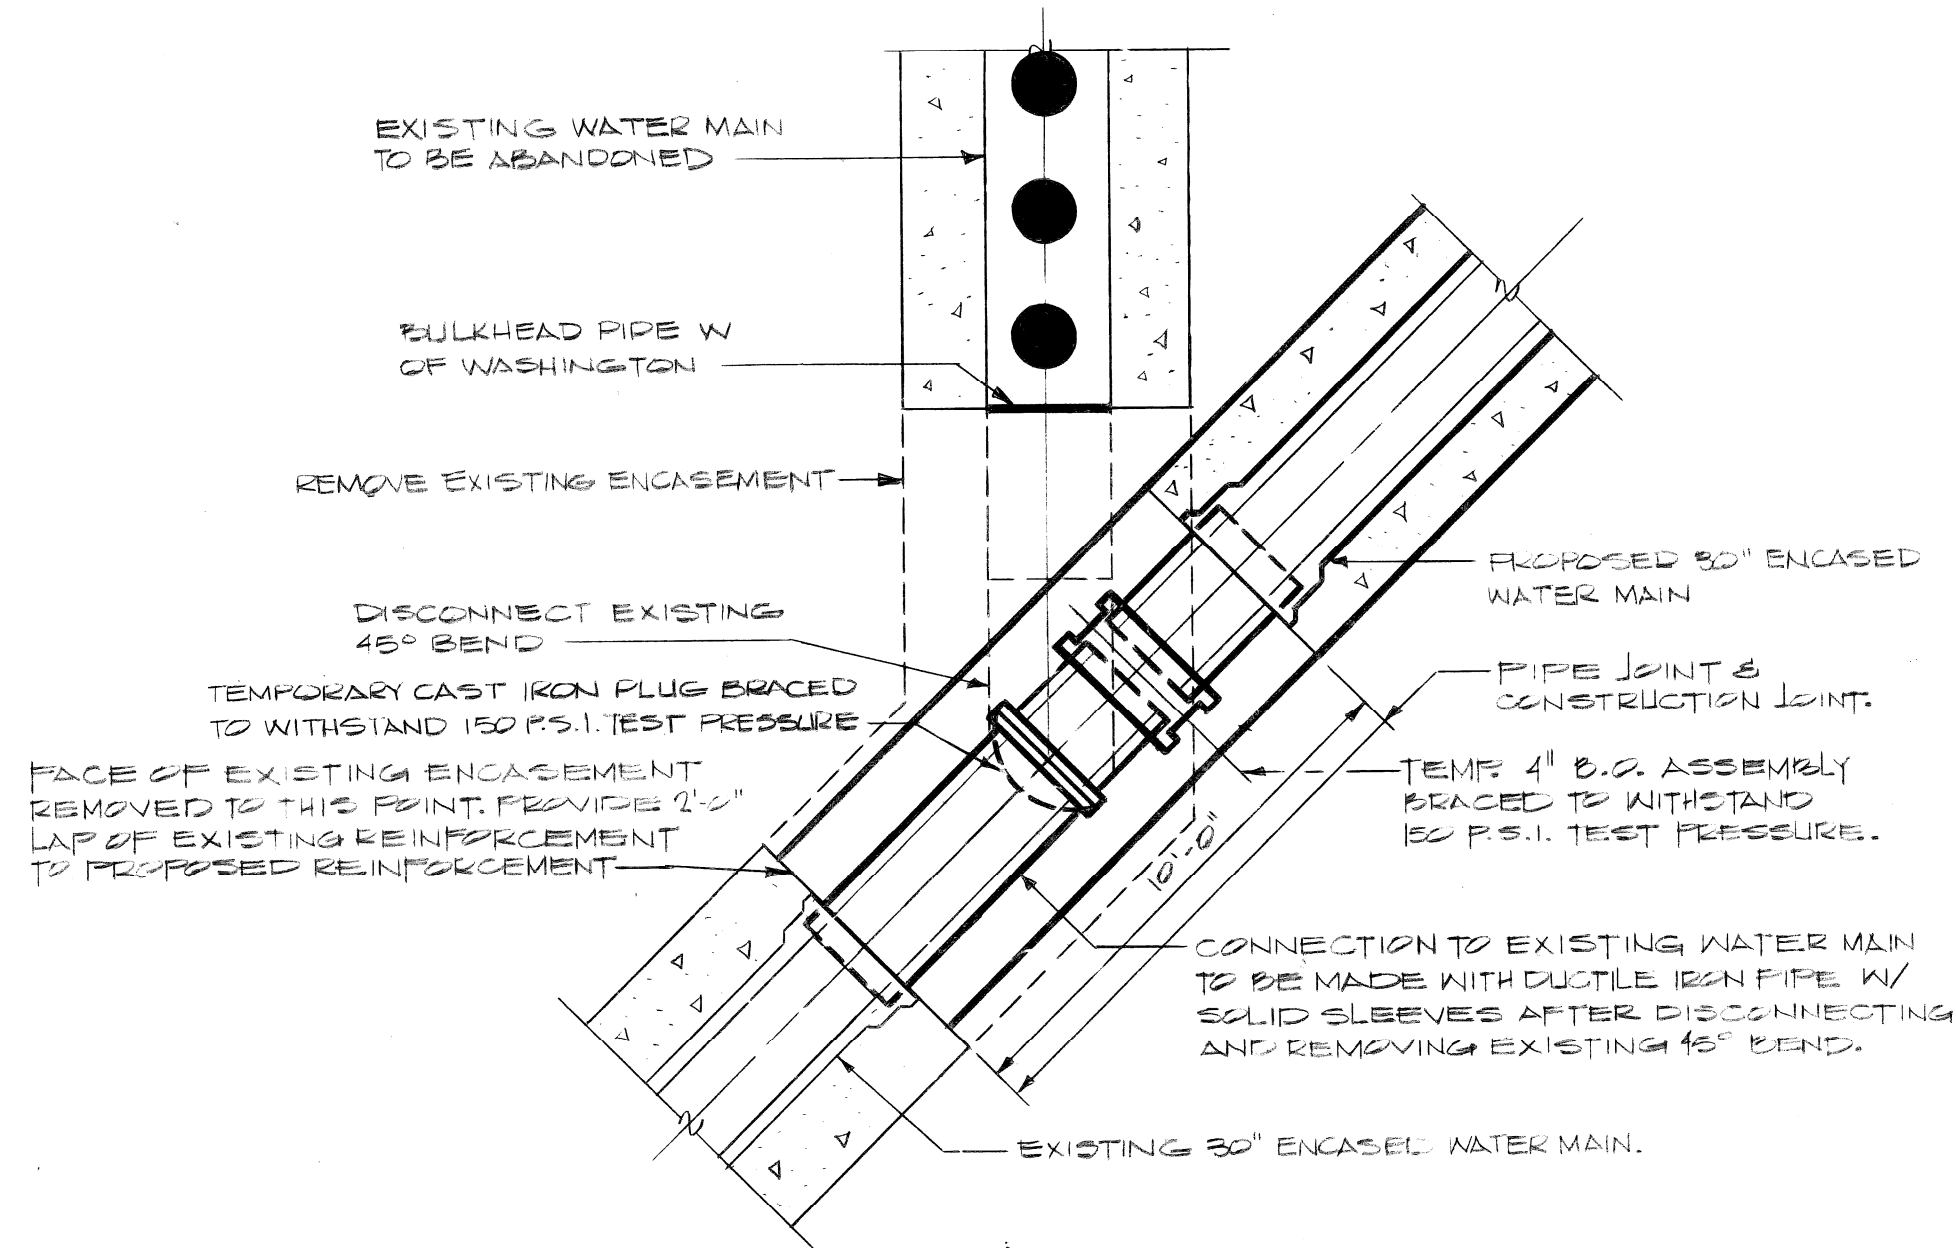 EXISTING WATER MAIN
TO BE ABANDONED
BULKHEAD PIPE W
OF WASHINGTON
REMOVE EXISTING ENCASEMENT
DISCONNECT EXISTING
45° BEND
TEMPORARY CAST IRON PLUG BRACED
TO WITHSTAND 150 P.S.I. TEST PRESSURE
FACE OF EXISTING ENCASEMENT
REMOVED TO THIS POINT. PROVIDE 2'-0"
LAP OF EXISTING REINFORCEMENT
TO PROPOSED REINFORCEMENT
PROPOSED 30" ENCASED
WATER MAIN
PIPE JOINT &
CONSTRUCTION JOINT.
TEMP. 4" B.O. ASSEMBLY
BRACED TO WITHSTAND
150 P.S.I. TEST PRESSURE.
10'-0"
CONNECTION TO EXISTING WATER MAIN
TO BE MADE WITH DUCTILE IRON PIPE W/
SOLID SLEEVES AFTER DISCONNECTING
AND REMOVING EXISTING 45° BEND.
EXISTING 30" ENCASED WATER MAIN.